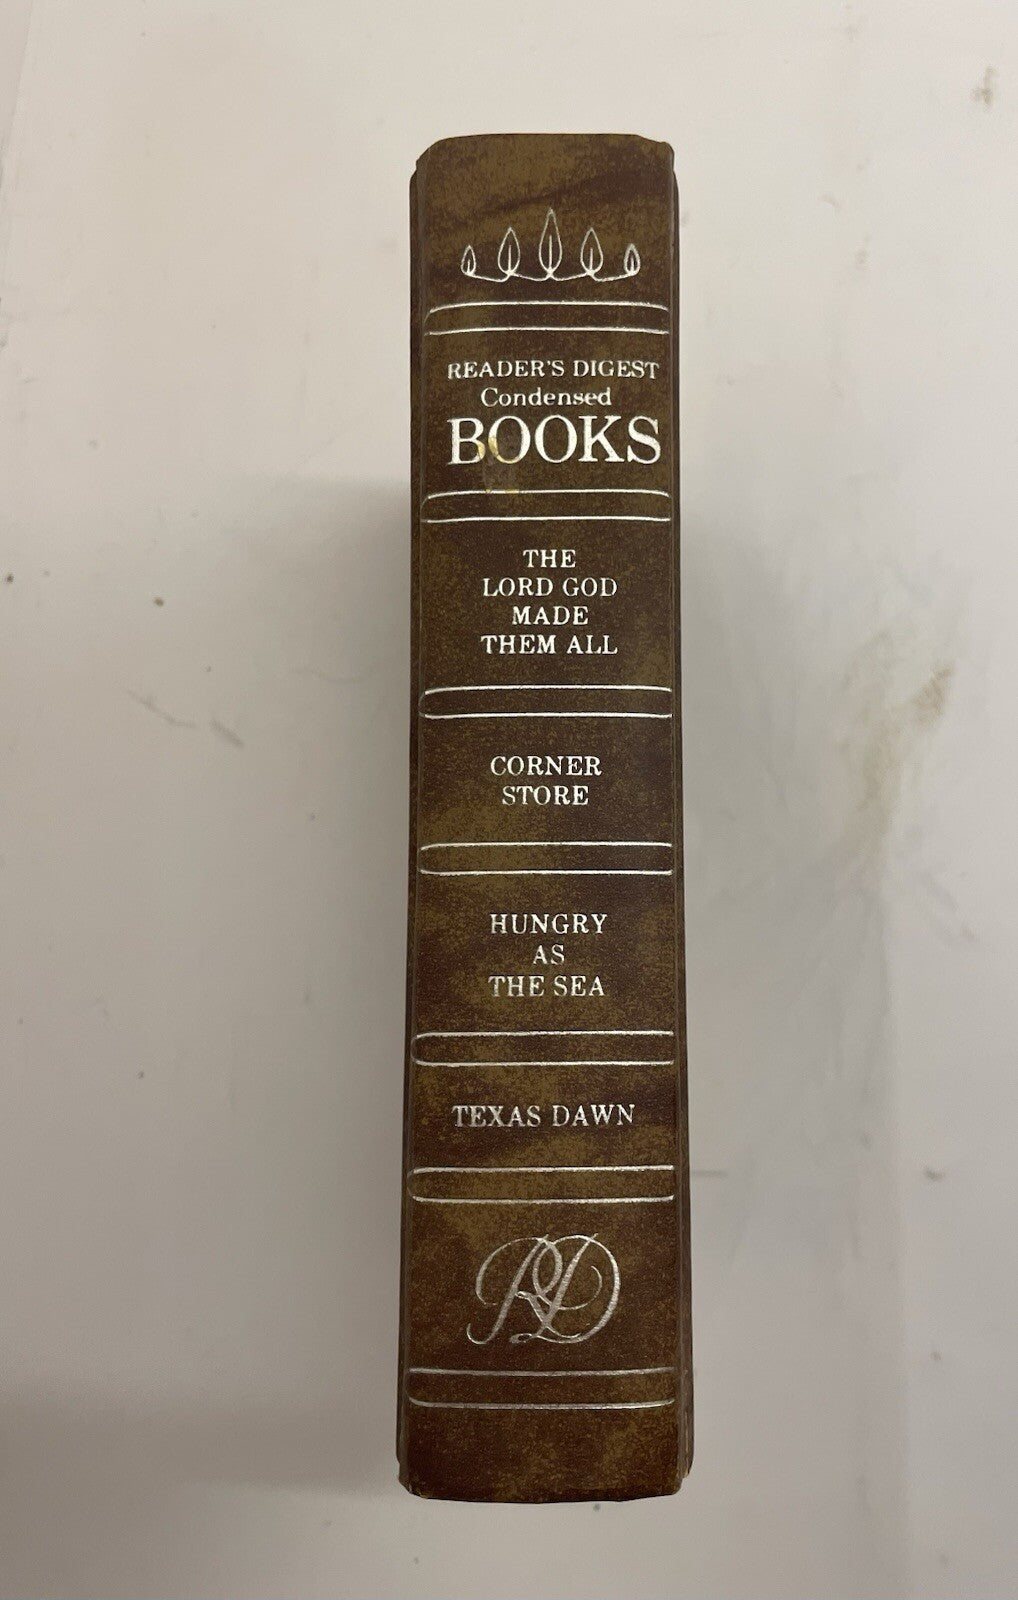 READER'S DIGEST
Condensed
BOOKS
THE
LORD GOD
MADE
THEM ALL
CORNER
STORE
HUNGRY
AS
THE SEA
TEXAS DAWN
RD